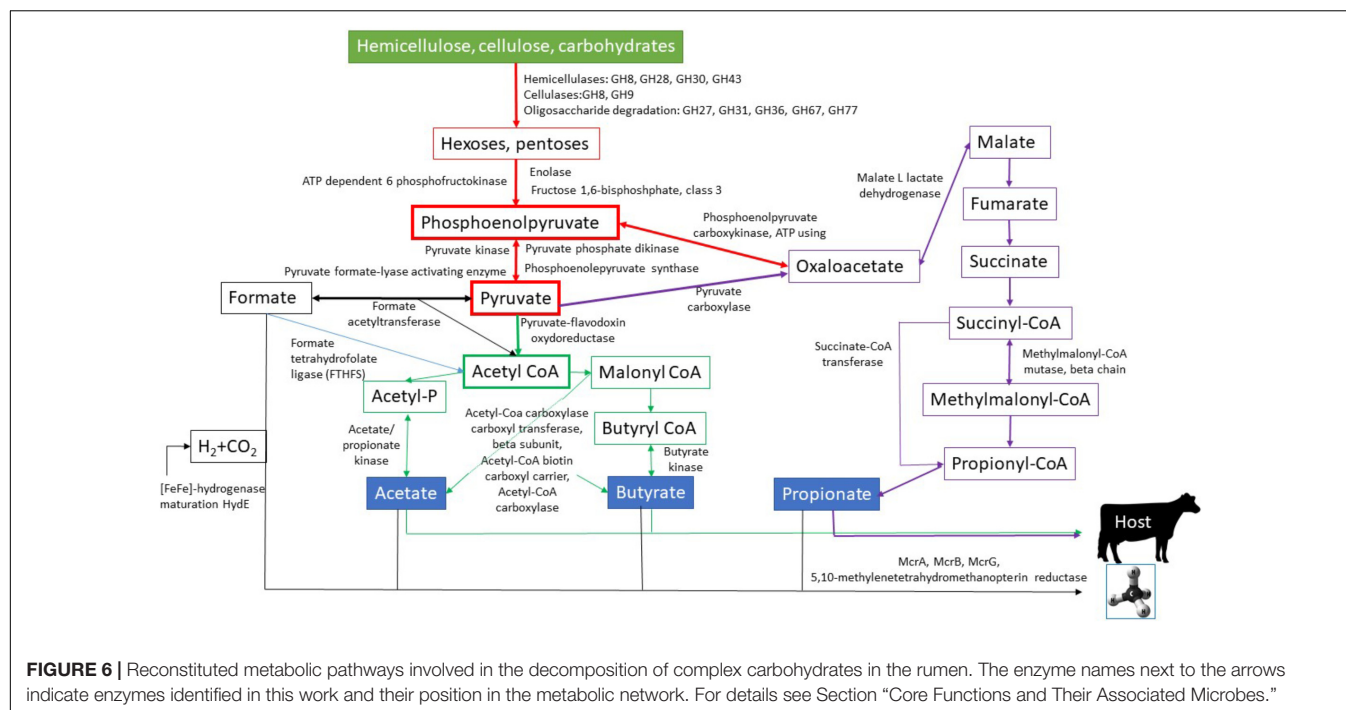 Hemicellulose, cellulose, carbohydrates
Hemicellulases: GH8, GH28, GH30, GH43
Cellulases:GH8, GH9
Oligosaccharide degradation: GH27, GH31, GH36, GH67, GH77
Hexoses, pentoses
Malate
ATP dependent 6 phosphofructokinase
Enolase
Fructose 1,6-bisphoshphate, class 3
Malate L lactate
dehydrogenase
Fumarate
Phosphoenolpyruvate
Phosphoenolpyruvate
carboxykinase, ATP using
Pyruvate kinase
Pyruvate phosphate dikinase
Oxaloacetate
Succinate
Pyruvate formate-lyase activating enzyme
Phosphoenolepyruvate synthase
Formate
Pyruvate
Pyruvate
carboxylase
Formate
acetyltransferase
Pyruvate-flavodoxin
oxydoreductase
Succinyl-CoA
Formate
tetrahydrofolate
ligase (FTHFS)
Succinate-CoA
transferase
Methylmalonyl-CoA
mutase, beta chain
Acetyl CoA
Malonyl CoA
Acetyl-P
Methylmalonyl-CoA
Acetyl-Coa carboxylase
carboxyl transferase,
beta subunit,
Acetyl-CoA biotin
carboxyl carrier,
Acetyl-CoA
carboxylase
Butyryl CoA
Acetate/
propionate
kinase
Butyrate
kinase
H2+CO2
Propionyl-CoA
[FeFe]-hydrogenase
maturation HydE
Acetate
Butyrate
Propionate
Host
McrA, McrB, McrG,
5,10-methylenetetrahydromethanopterin reductase
H
C
H
H
H
FIGURE 6 | Reconstituted metabolic pathways involved in the decomposition of complex carbohydrates in the rumen. The enzyme names next to the arrows
indicate enzymes identified in this work and their position in the metabolic network. For details see Section “Core Functions and Their Associated Microbes.”